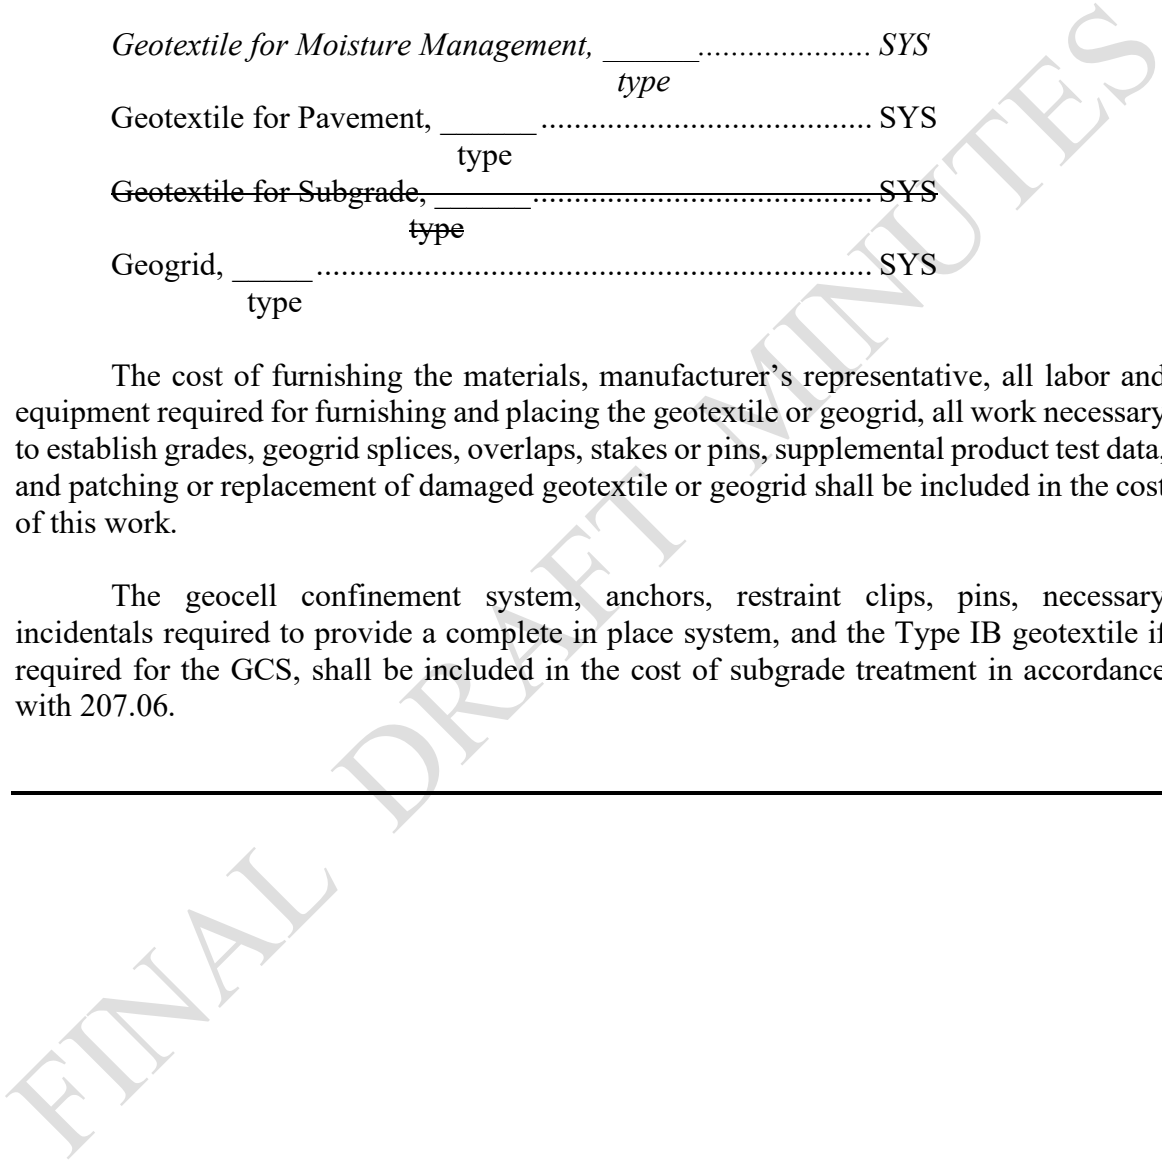 Geotextile for Moisture Management, ______..................... SYS
type
Geotextile for Pavement, ______ ........................................ SYS
type
Geotextile for Subgrade, ______......................................... SYS
type
Geogrid, _____ ................................................................... SYS
type
The cost of furnishing the materials, manufacturer’s representative, all labor and
equipment required for furnishing and placing the geotextile or geogrid, all work necessary
to establish grades, geogrid splices, overlaps, stakes or pins, supplemental product test data,
and patching or replacement of damaged geotextile or geogrid shall be included in the cost
of this work.
The geocell confinement system, anchors, restraint clips, pins, necessary
incidentals required to provide a complete in place system, and the Type IB geotextile if
required for the GCS, shall be included in the cost of subgrade treatment in accordance
with 207.06.
FINAL DRAFT MINUTES